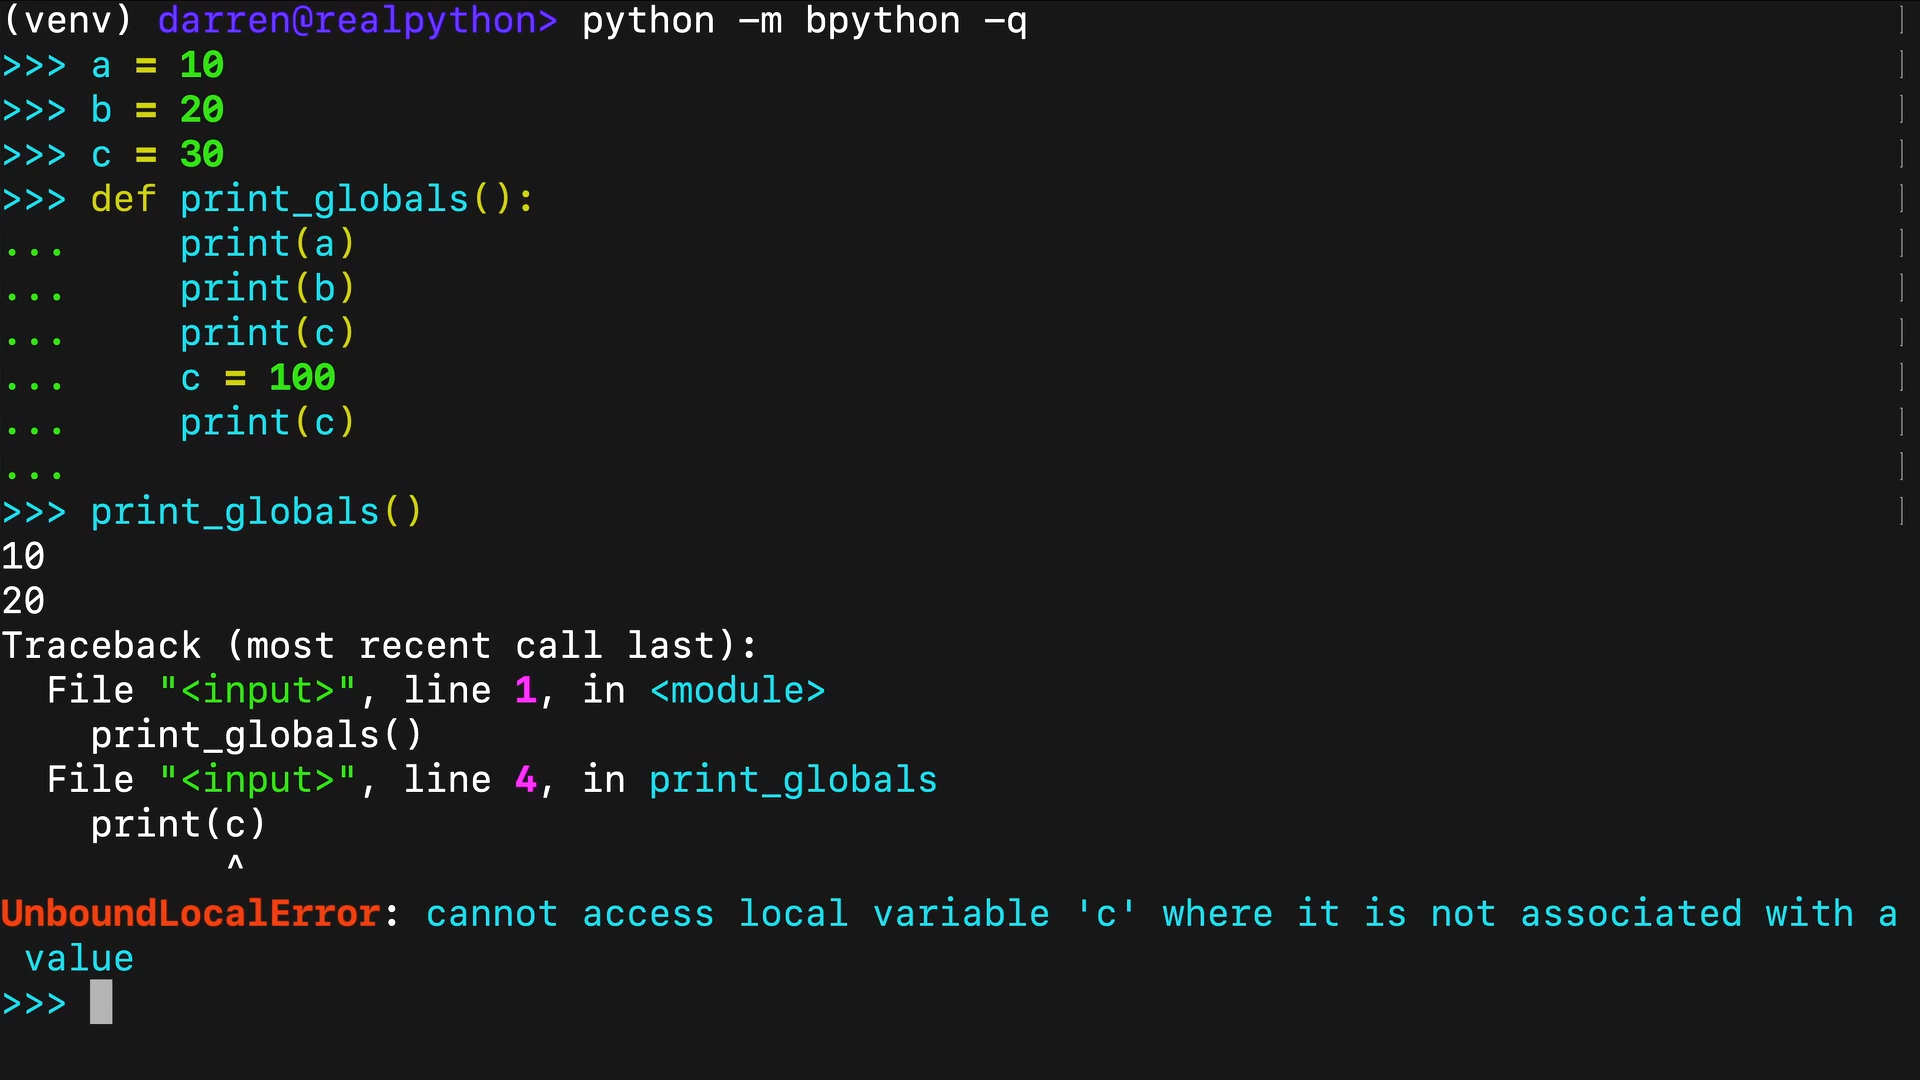 (venv) darren@realpython> python -m bpython -q
>>> a = 10
>>> b = 20
>>> c = 30
>>> def print_globals():
...     print(a)
...     print(b)
...     print(c)
...     c = 100
...     print(c)
...
>>> print_globals()
10
20
Traceback (most recent call last):
  File "<input>", line 1, in <module>
    print_globals()
  File "<input>", line 4, in print_globals
    print(c)
          ^
UnboundLocalError: cannot access local variable 'c' where it is not associated with a
 value
>>>